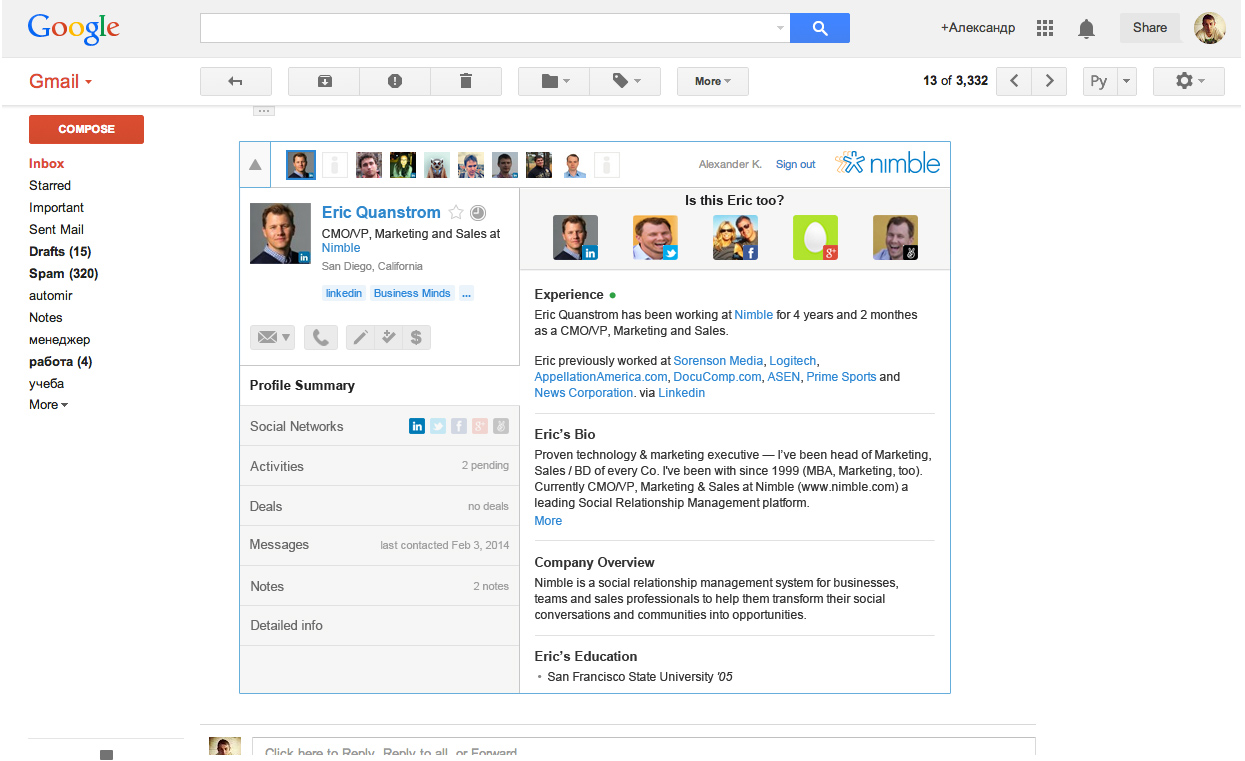 Google
+Александр
Share
Gmail
More
13 of 3,332
Ру
COMPOSE
Inbox
Starred
Important
Sent Mail
Drafts (15)
Spam (320)
automir
Notes
менеджер
работа (4)
учеба
More
Alexander K.
Sign out
nimble
Eric Quanstrom
CMO/VP, Marketing and Sales at
Nimble
San Diego, California
linkedin
Business Minds
...
Profile Summary
Social Networks
Activities
2 pending
Deals
no deals
Messages
last contacted Feb 3, 2014
Notes
2 notes
Detailed info
Is this Eric too?
Experience
Eric Quanstrom has been working at Nimble for 4 years and 2 monthes
as a CMO/VP, Marketing and Sales.
Eric previously worked at Sorenson Media, Logitech,
AppellationAmerica.com, DocuComp.com, ASEN, Prime Sports and
News Corporation. via Linkedin
Eric's Bio
Proven technology & marketing executive — I've been head of Marketing,
Sales / BD of every Co. I've been with since 1999 (MBA, Marketing, too).
Currently CMO/VP, Marketing & Sales at Nimble (www.nimble.com) a
leading Social Relationship Management platform.
More
Company Overview
Nimble is a social relationship management system for businesses,
teams and sales professionals to help them transform their social
conversations and communities into opportunities.
Eric's Education
• San Francisco State University '05
Click here to Reply, Reply to all, or Forward